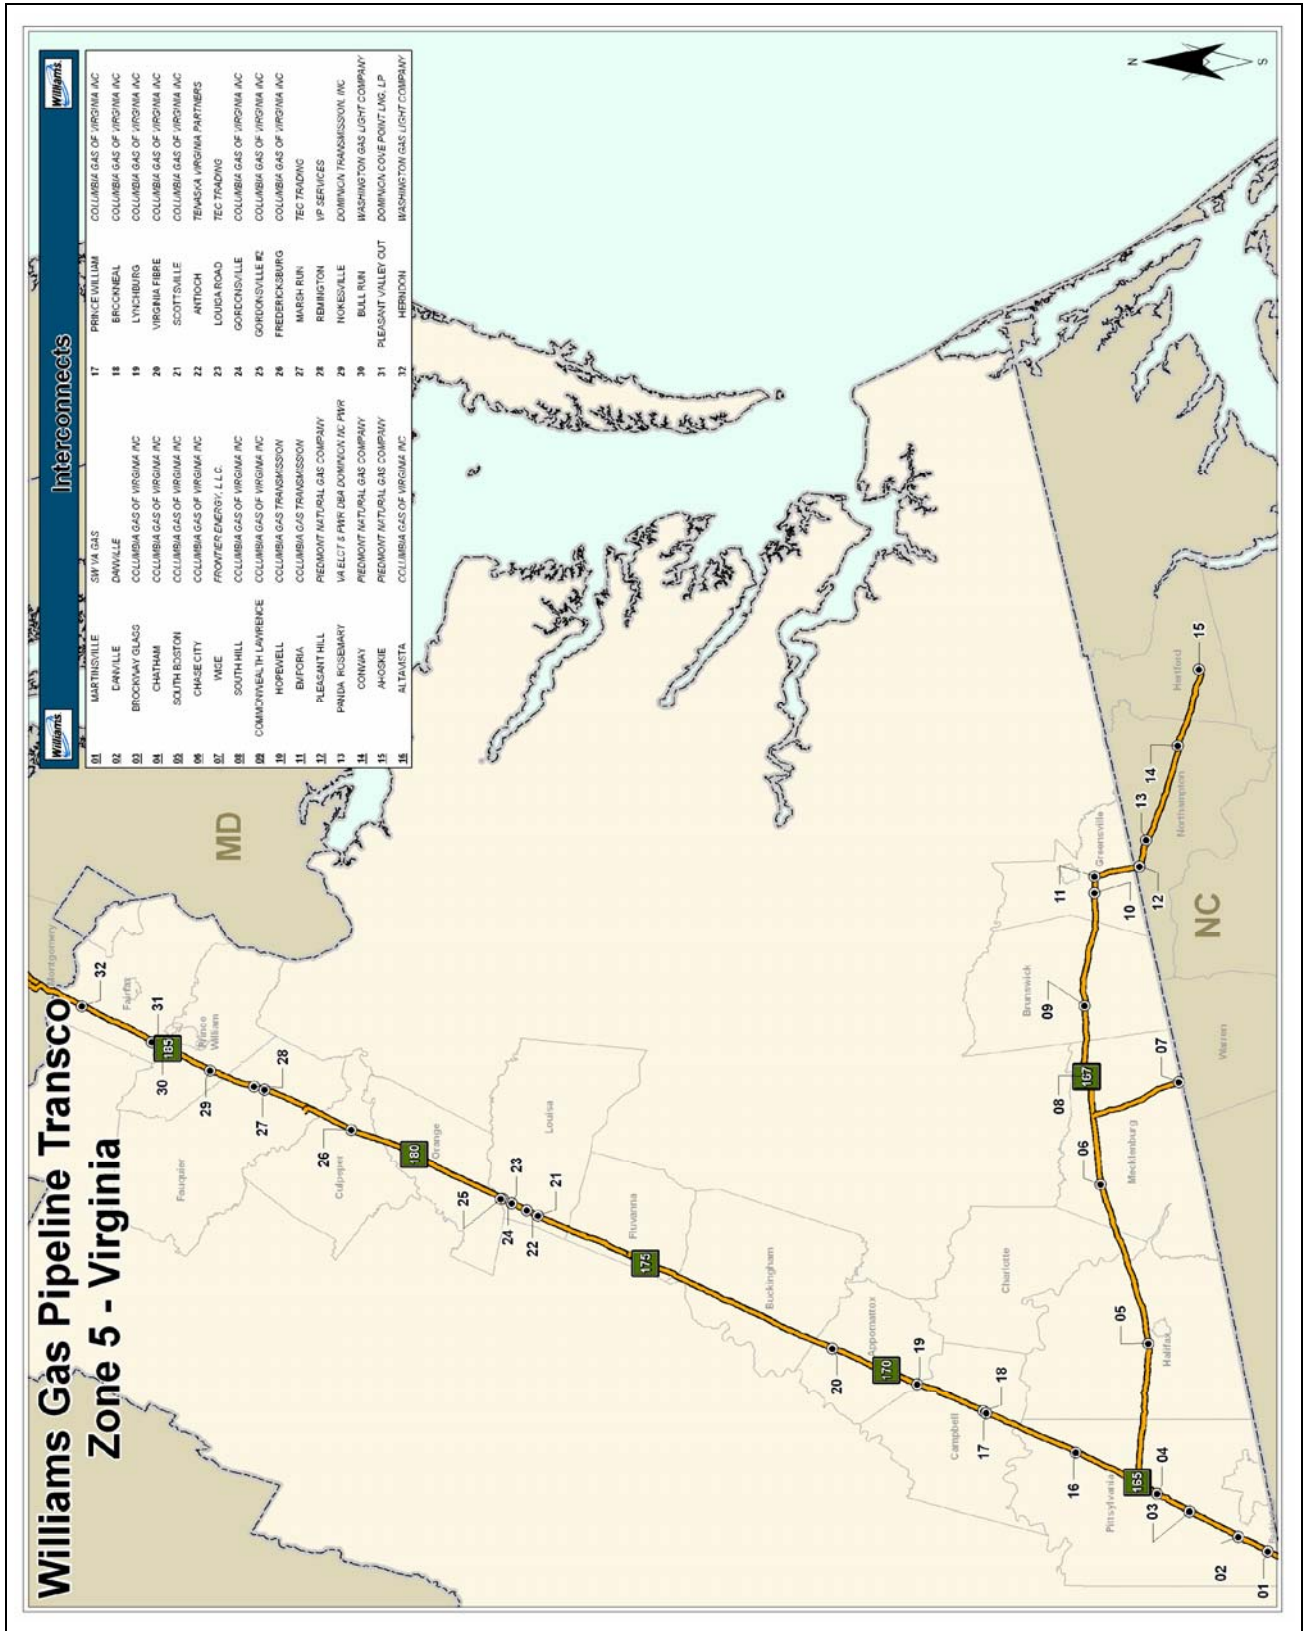 Williams Gas Pipeline Transco
Zone 5 - Virginia
Williams
Interconnects
Williams
01 MARTINSVILLE SW VA GAS 17 PRINCE WILLIAM COLUMBIA GAS OF VIRGINIA INC
02 DANVILLE DANVILLE 18 BROOKNEAL COLUMBIA GAS OF VIRGINIA INC
03 BROCKWAY GLASS COLUMBIA GAS OF VIRGINIA INC 19 LYNCHBURG COLUMBIA GAS OF VIRGINIA INC
04 CHATHAM COLUMBIA GAS OF VIRGINIA INC 20 VIRGINIA FIBRE COLUMBIA GAS OF VIRGINIA INC
05 SOUTH BOSTON COLUMBIA GAS OF VIRGINIA INC 21 SCOTTSVILLE COLUMBIA GAS OF VIRGINIA INC
06 CHASE CITY COLUMBIA GAS OF VIRGINIA INC 22 ANTIOCH TENASKA VIRGINIA PARTNERS
07 WISE FRONTIER ENERGY, L.L.C. 23 LOUISA ROAD TEC TRADING
08 SOUTH HILL COLUMBIA GAS OF VIRGINIA INC 24 GORDONSVILLE COLUMBIA GAS OF VIRGINIA INC
09 COMMONWEALTH LAWRENCE COLUMBIA GAS OF VIRGINIA INC 25 GORDONSVILLE #2 COLUMBIA GAS OF VIRGINIA INC
10 HOPEWELL COLUMBIA GAS TRANSMISSION 26 FREDERICKSBURG COLUMBIA GAS OF VIRGINIA INC
11 EMPORIA COLUMBIA GAS TRANSMISSION 27 MARSH RUN TEC TRADING
12 PLEASANT HILL PIEDMONT NATURAL GAS COMPANY 28 REMINGTON VP SERVICES
13 PANDA ROSEMARY VA ELCT & PWR DBA DOMINION NC PWR 29 NOKESVILLE DOMINION TRANSMISSION, INC
14 CONWAY PIEDMONT NATURAL GAS COMPANY 30 BULL RUN WASHINGTON GAS LIGHT COMPANY
15 AHOSKIE PIEDMONT NATURAL GAS COMPANY 31 PLEASANT VALLEY OUT DOMINION COVE POINT LNG, LP
16 ALTAVISTA COLUMBIA GAS OF VIRGINIA INC 32 HERNDON WASHINGTON GAS LIGHT COMPANY
Montgomery
32
Fairfax
MD
31
185
30
Prince
William
29
28
27
Fauquier
26
Culpeper
180
Orange
25
23
24
22
21
Louisa
175
Fluvanna
Buckingham
20
Appomattox
170
19
18
17
Campbell
Charlotte
16
Pittsylvania
165
04
03
02
01
05
Halifax
06
Mecklenburg
08
167
07
Warren
09
Brunswick
11
Greensville
10
12
13
14
Northampton
15
Hertford
NC
N
S